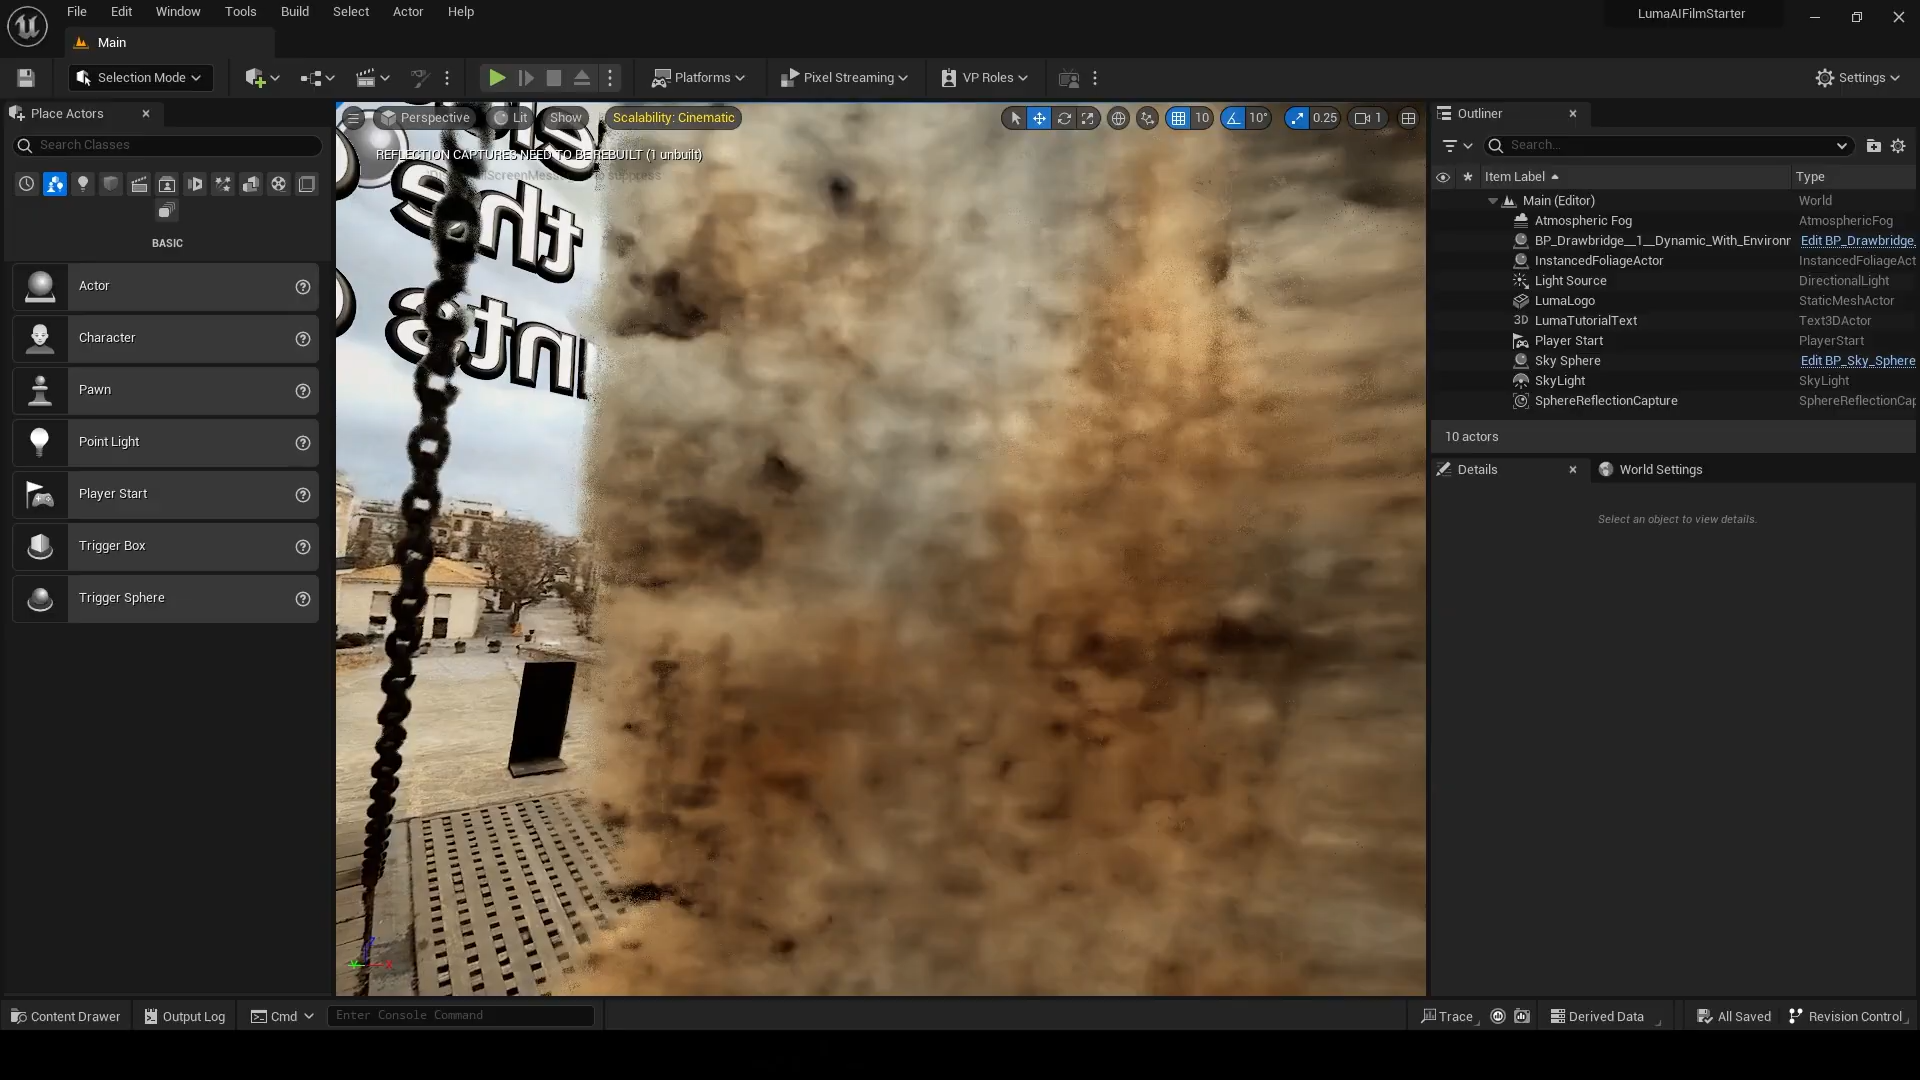 File Edit Window Tools Build Select Actor Help
LumaAIFilmStarter
Main
Selection Mode
Platforms
Pixel Streaming
VP Roles
Settings
Place Actors
Search Classes
BASIC
Actor
Character
Pawn
Point Light
Player Start
Trigger Box
Trigger Sphere
Perspective
Lit
Show
Scalability: Cinematic
10
10°
0.25
1
REFLECTION CAPTURES NEED TO BE REBUILT (1 unbuilt)
the
Outliner
Search...
Item Label
Type
Main (Editor) World
Atmospheric Fog AtmosphericFog
BP_Drawbridge__1__Dynamic_With_Environ Edit BP_Drawbridge_
InstancedFoliageActor InstancedFoliageAct
Light Source DirectionalLight
LumaLogo StaticMeshActor
3D LumaTutorialText Text3DActor
Player Start PlayerStart
Sky Sphere Edit BP_Sky_Sphere
SkyLight SkyLight
SphereReflectionCapture SphereReflectionCap
10 actors
Details
World Settings
Select an object to view details.
Content Drawer
Output Log
Cmd
Enter Console Command
Trace
Derived Data
All Saved
Revision Control